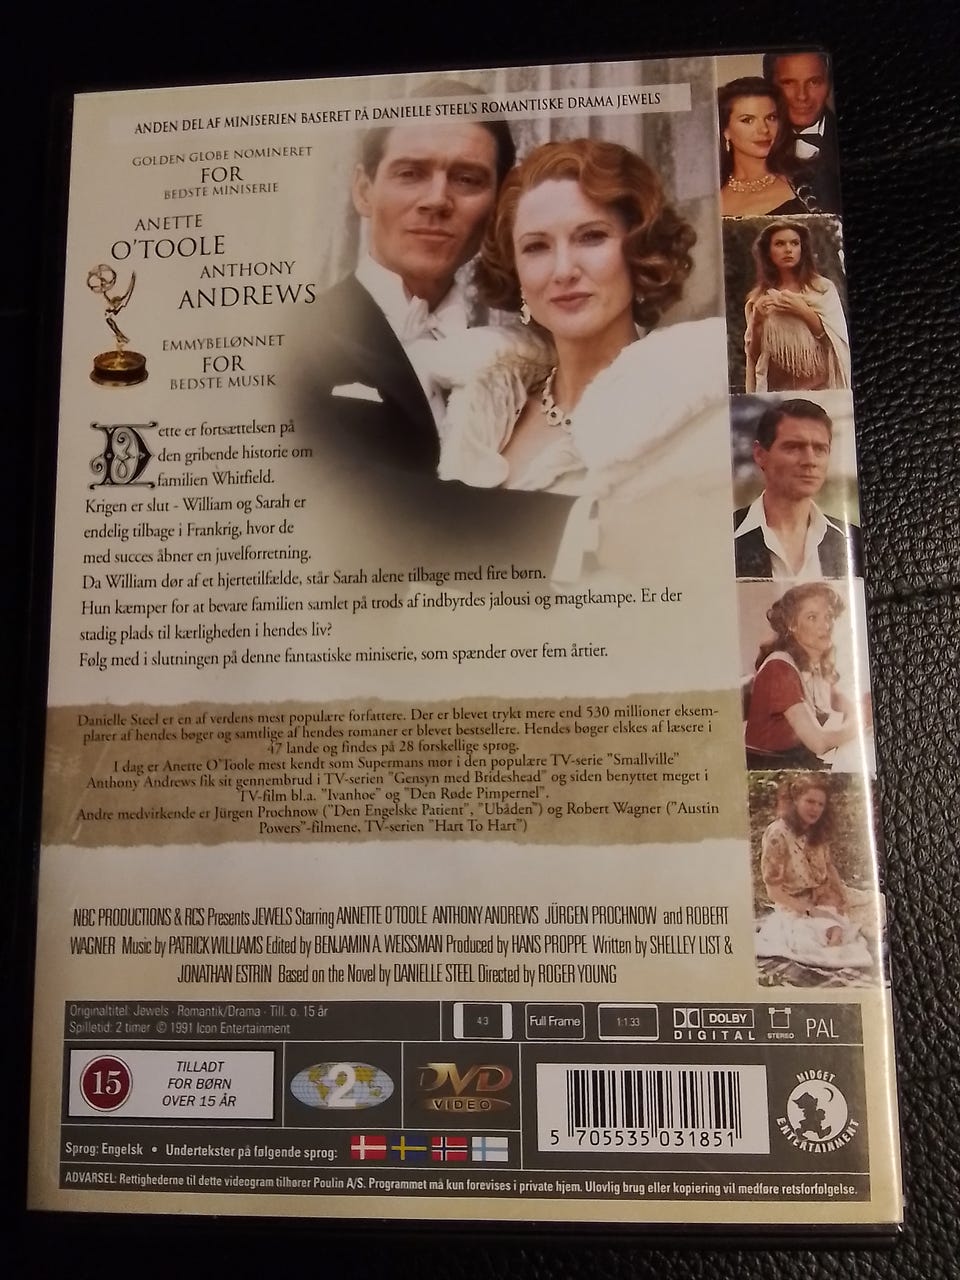 ANDEN DEL AF MINISERIEN BASERET PÅ DANIELLE STEEL'S ROMANTISKE DRAMA JEWELS
GOLDEN GLOBE NOMINERET
FOR
BEDSTE MINISERIE
ANETTE
O'TOOLE
ANTHONY
ANDREWS
EMMYBELØNNET
FOR
BEDSTE MUSIK
Dette er fortsættelsen på
den gribende historie om
familien Whitfield.
Krigen er slut - William og Sarah er
endelig tilbage i Frankrig, hvor de
med succes åbner en juvelforretning.
Da William dør af et hjertetilfælde, står Sarah alene tilbage med fire børn.
Hun kæmper for at bevare familien samlet på trods af indbyrdes jalousi og magtkampe. Er der
stadig plads til kærligheden i hendes liv?
Følg med i slutningen på denne fantastiske miniserie, som spænder over fem årtier.
Danielle Steel er en af verdens mest populære forfattere. Der er blevet trykt mere end 530 millioner eksem-
plarer af hendes bøger og samtlige af hendes romaner er blevet bestsellere. Hendes bøger elskes af læsere i
47 lande og findes på 28 forskellige sprog.
I dag er Anette O'Toole mest kendt som Supermans mor i den populære TV-serie "Smallville"
Anthony Andrews fik sit gennembrud i TV-serien "Gensyn med Brideshead" og siden benyttet meget i
TV-film bl.a. "Ivanhoe" og "Den Røde Pimpernel".
Andre medvirkende er Jürgen Prochnow ("Den Engelske Patient", "Ubåden") og Robert Wagner ("Austin
Powers"-filmene, TV-serien "Hart To Hart")
NBC PRODUCTIONS & RCS Presents JEWELS Starring ANNETTE O'TOOLE ANTHONY ANDREWS JÜRGEN PROCHNOW and ROBERT
WAGNER Music by PATRICK WILLIAMS Edited by BENJAMIN A. WEISSMAN Produced by HANS PROPPE Written by SHELLEY LIST &
JONATHAN ESTRIN Based on the Novel by DANIELLE STEEL Directed by ROGER YOUNG
Originaltitel: Jewels · Romantik/Drama · Till. o. 15 år
Spilletid: 2 timer © 1991 Icon Entertainment
4:3
Full Frame
1:1.33
DOLBY
DIGITAL
STEREO
PAL
15
TILLADT
FOR BØRN
OVER 15 ÅR
2
DVD
VIDEO
5 705535 031851
MIDGET
ENTERTAINMENT
Sprog: Engelsk • Undertekster på følgende sprog:
ADVARSEL: Rettighederne til dette videogram tilhører Poulin A/S. Programmet må kun forevises i private hjem. Ulovlig brug eller kopiering vil medføre retsforfølgelse.